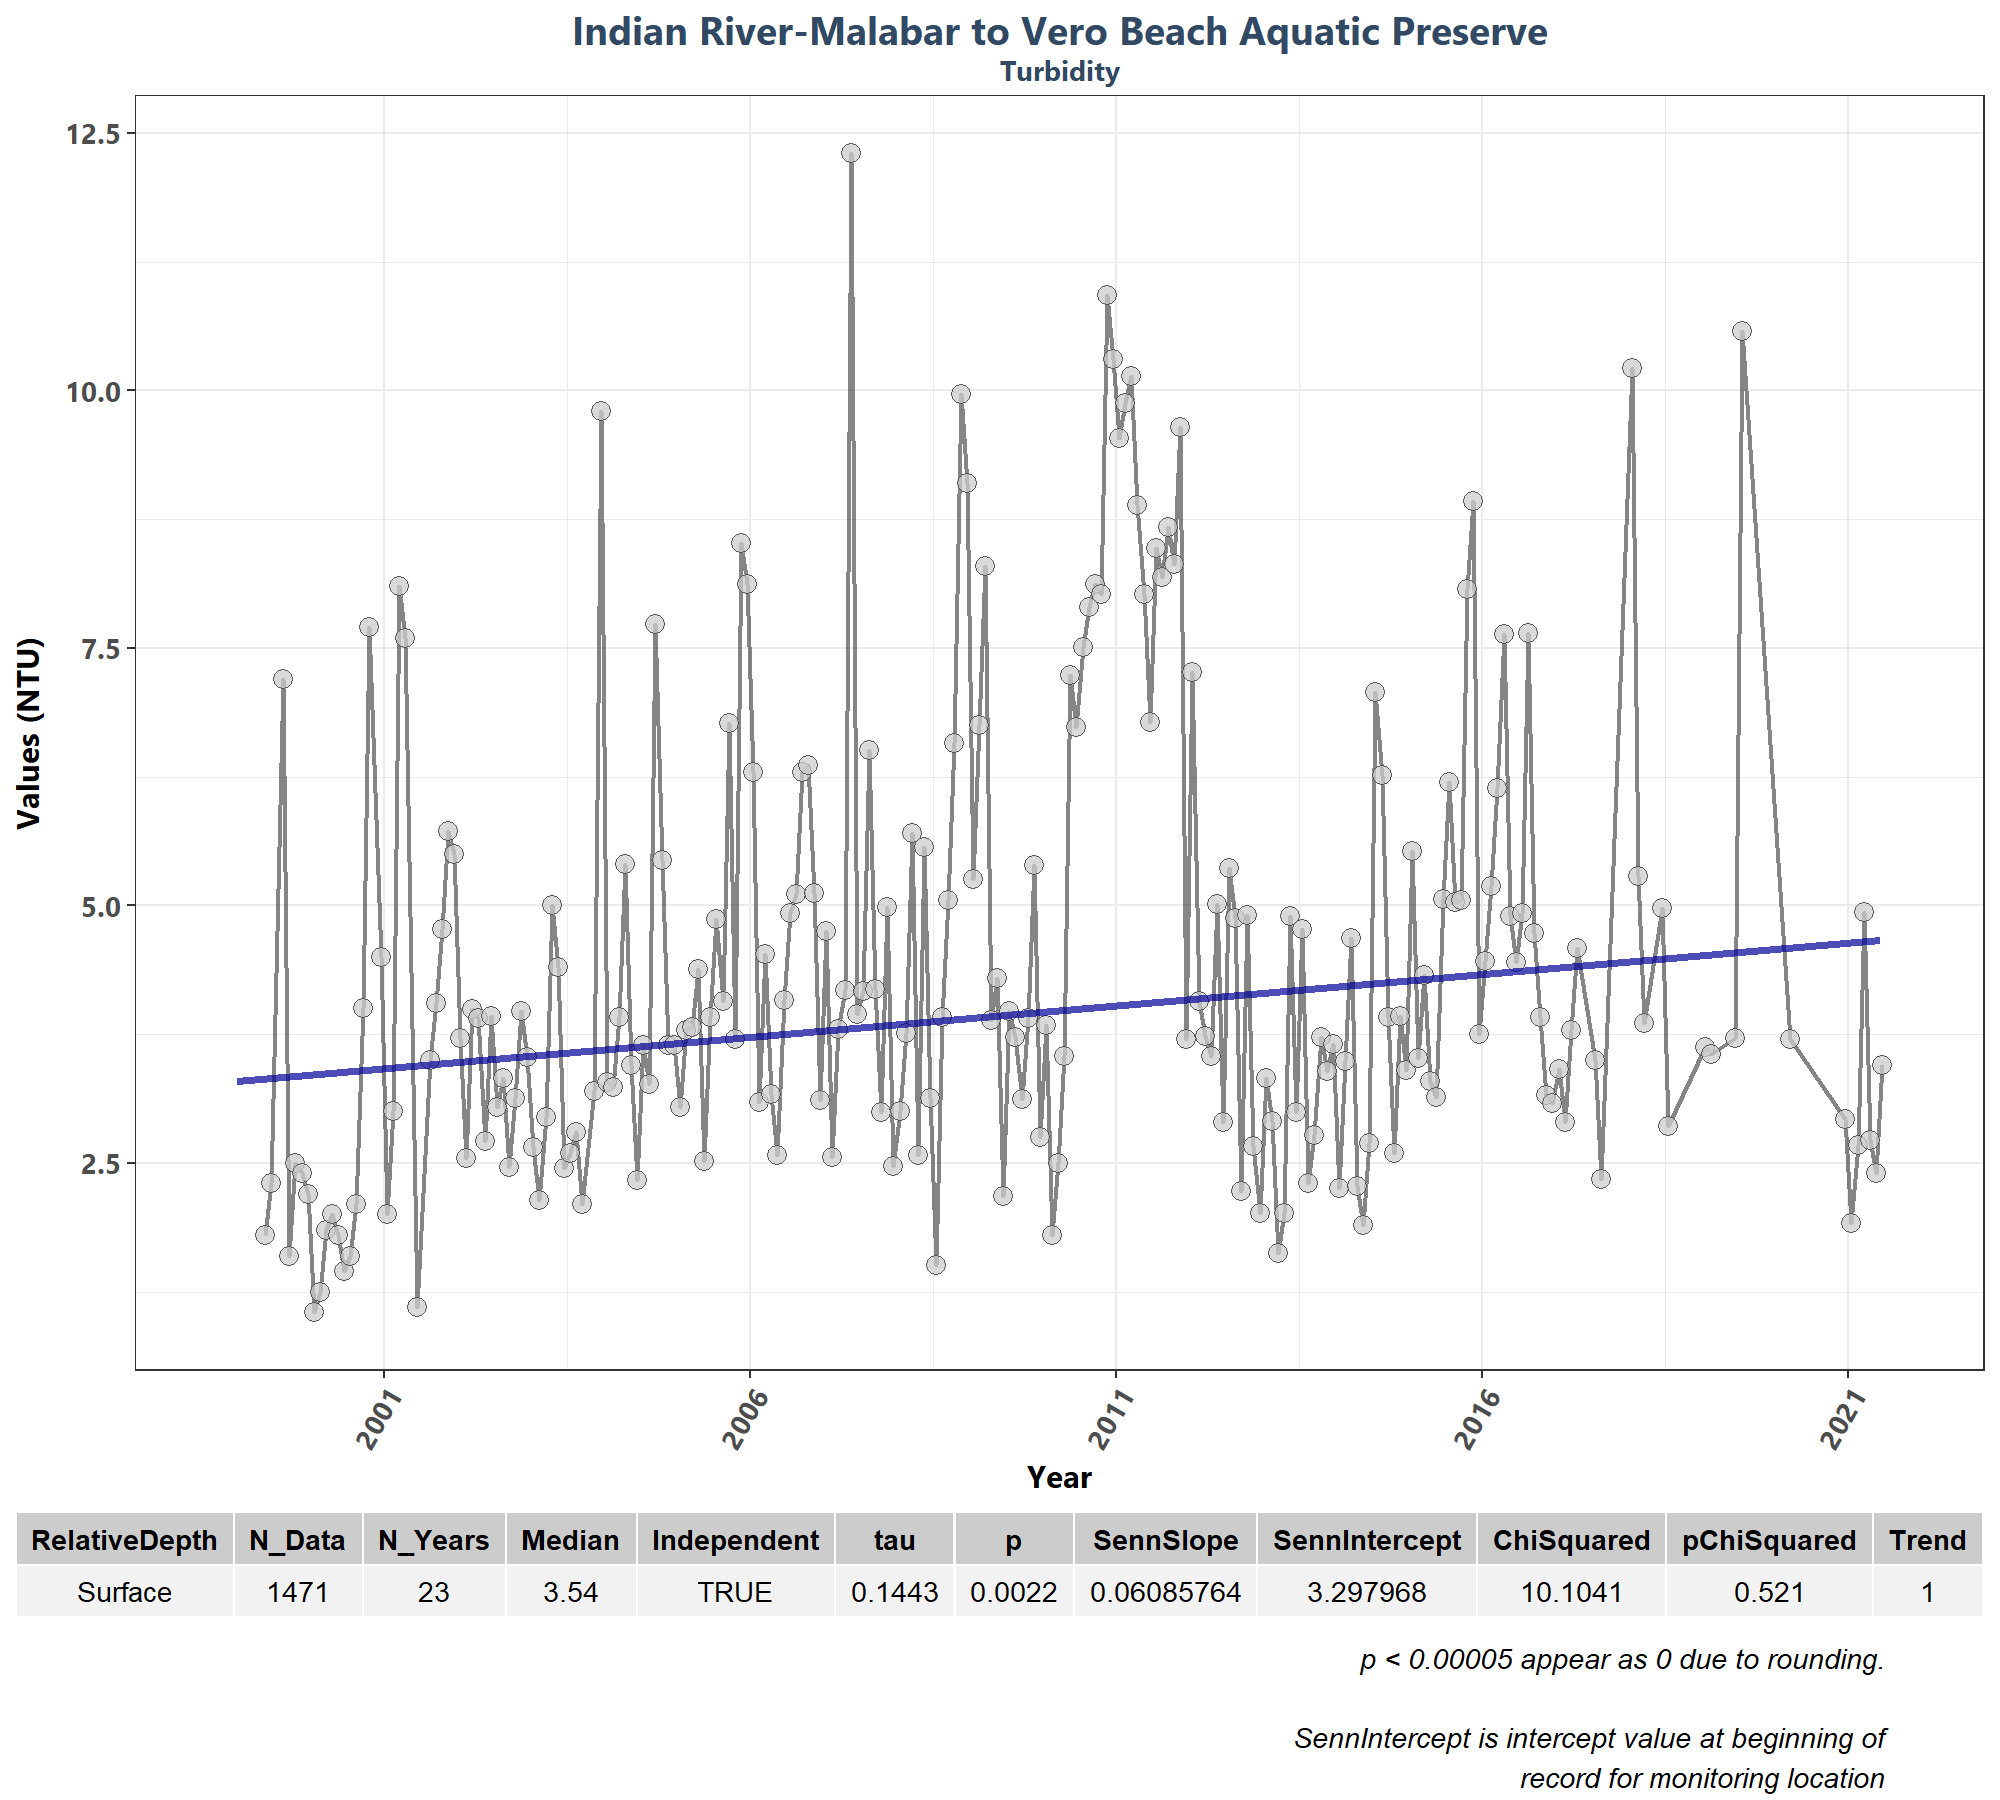 Indian River-Malabar to Vero Beach Aquatic Preserve
Turbidity
Values (NTU)
12.5
10.0
7.5
5.0
2.5
2001 2006 2011 2016 2021
Year
RelativeDepth N_Data N_Years Median Independent tau p SennSlope SennIntercept ChiSquared pChiSquared Trend
Surface 1471 23 3.54 TRUE 0.1443 0.0022 0.06085764 3.297968 10.1041 0.521 1
p < 0.00005 appear as 0 due to rounding.
SennIntercept is intercept value at beginning of
record for monitoring location